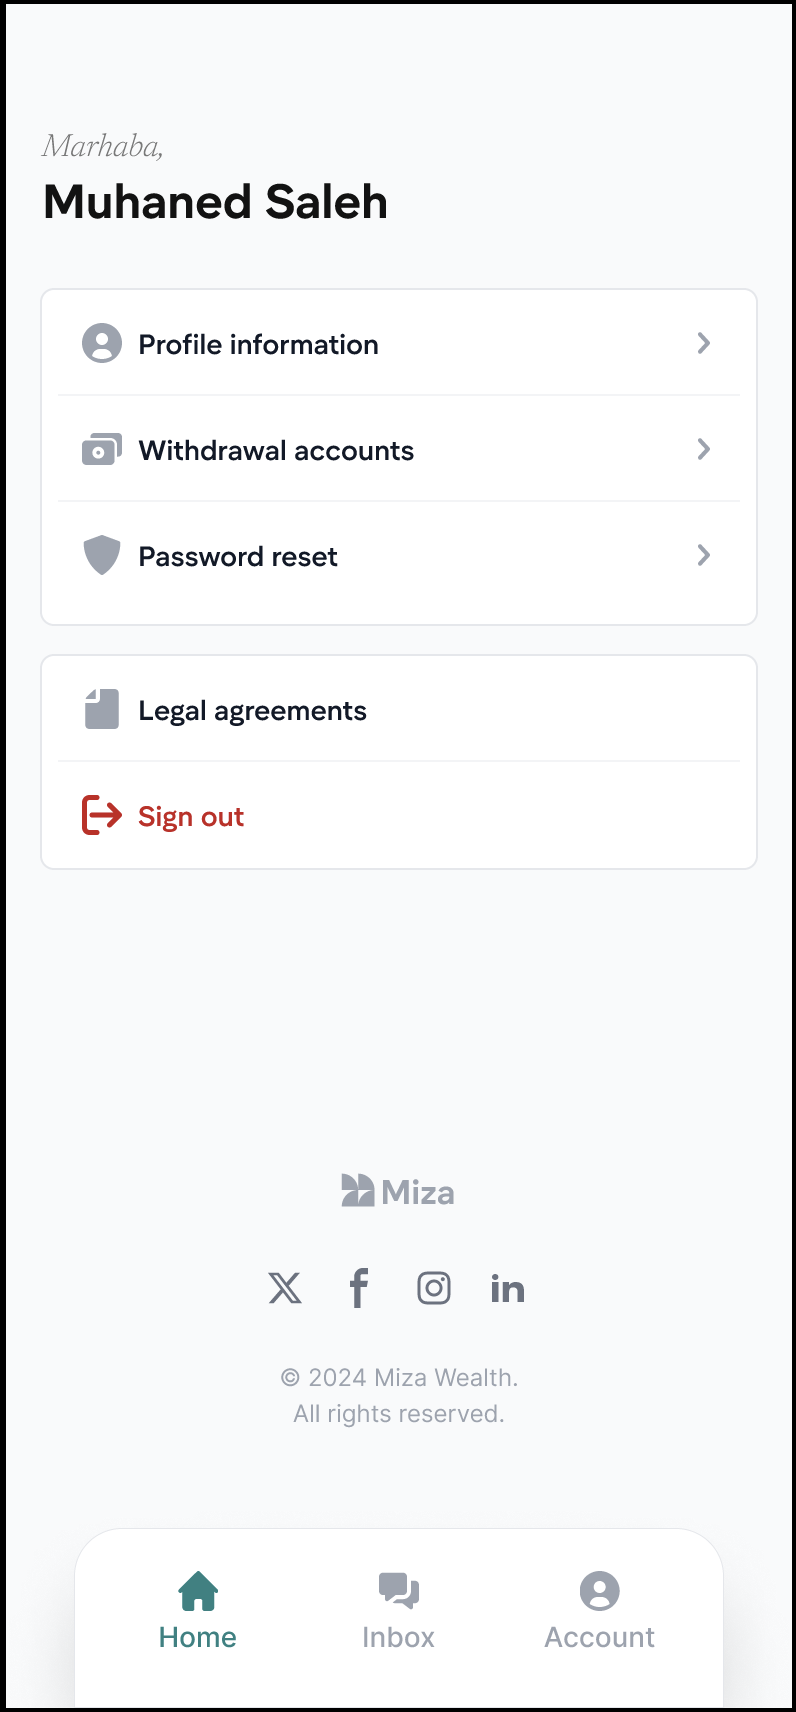 Marhaba,
Muhaned Saleh
Profile information
Withdrawal accounts
Password reset
Legal agreements
Sign out
Miza
© 2024 Miza Wealth.
All rights reserved.
Home Inbox Account